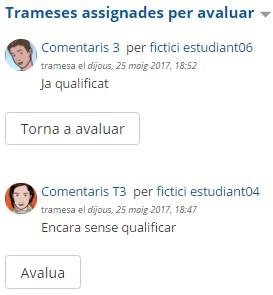 Trameses assignades per avaluar
Comentaris 3 per fictici estudiant06
tramesa el dijous, 25 maig 2017, 18:52
Ja qualificat
Torna a avaluar
Comentaris T3 per fictici estudiant04
tramesa el dijous, 25 maig 2017, 18:47
Encara sense qualificar
Avalua